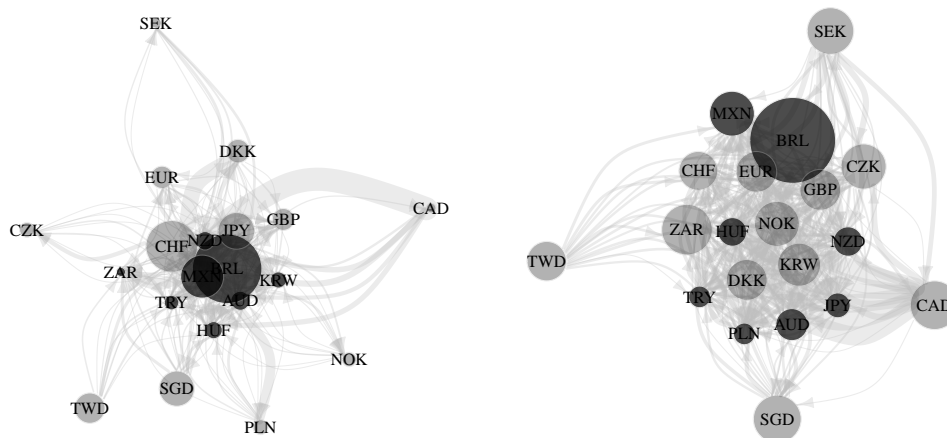 SEK
DKK
EUR
CAD
GBP
CZK
JPY
NZD
CHF
ZAR
BRL
MXN
KRW
TRY
AUD
HUF
NOK
SGD
TWD
PLN
SEK
MXN
BRL
CHF
EUR
CZK
GBP
ZAR
HUF
NOK
NZD
TWD
DKK
KRW
TRY
JPY
CAD
PLN
AUD
SGD